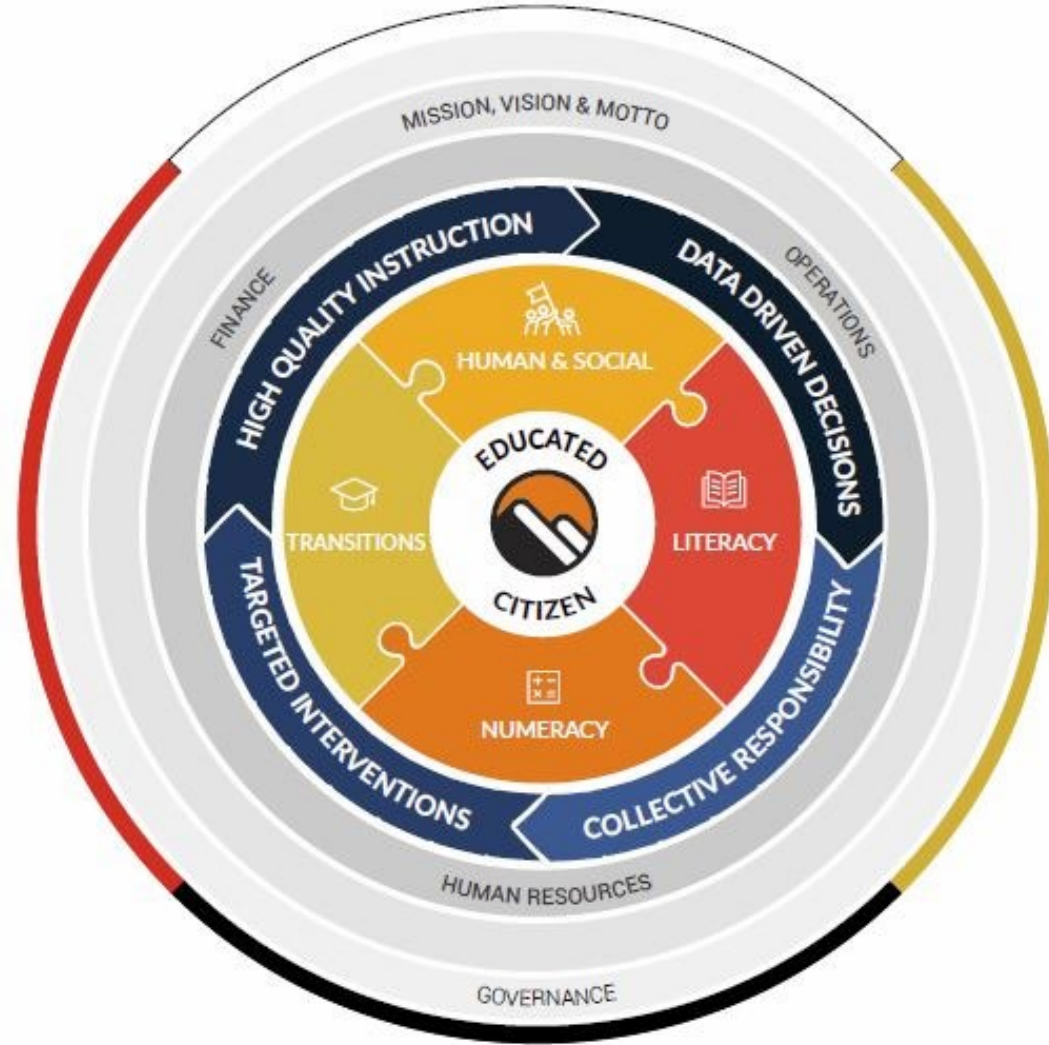 MISSION, VISION & MOTTO
FINANCE
OPERATIONS
HIGH QUALITY INSTRUCTION
DATA DRIVEN DECISIONS
HUMAN & SOCIAL
EDUCATED
CITIZEN
TRANSITIONS
LITERACY
NUMERACY
TARGETED INTERVENTIONS
COLLECTIVE RESPONSIBILITY
HUMAN RESOURCES
GOVERNANCE